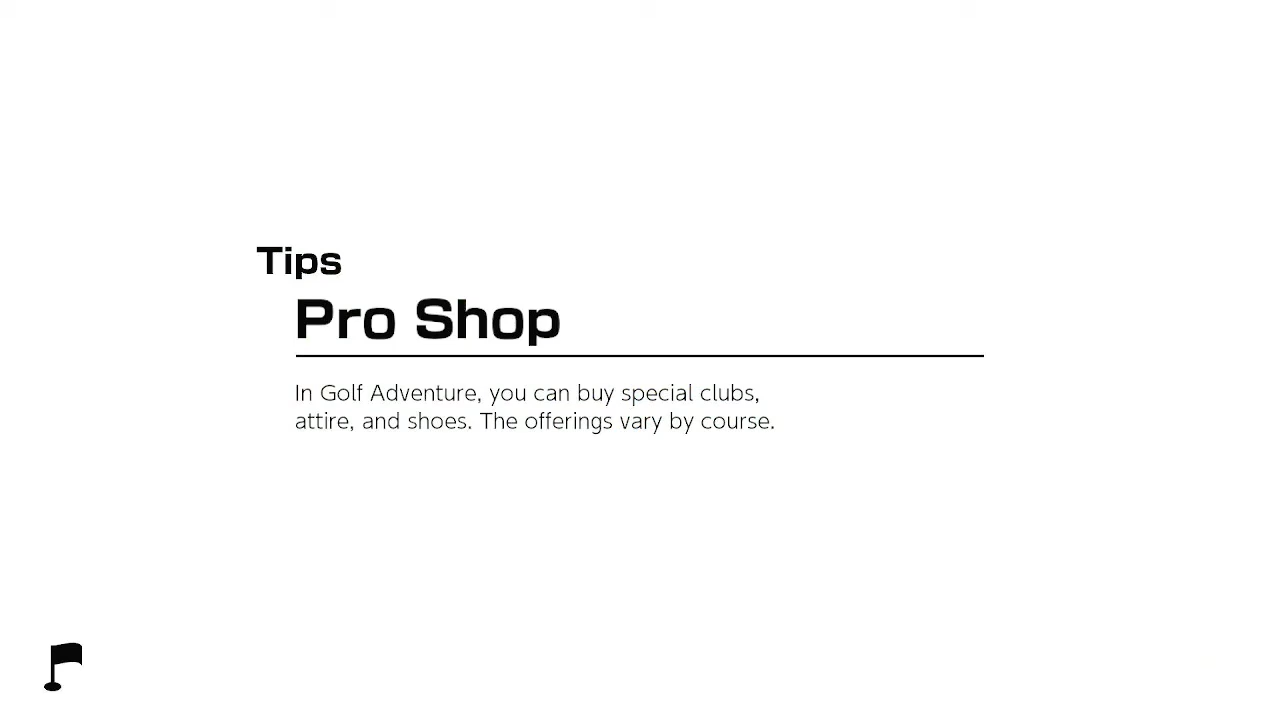 Tips
Pro Shop
In Golf Adventure, you can buy special clubs,
attire, and shoes. The offerings vary by course.